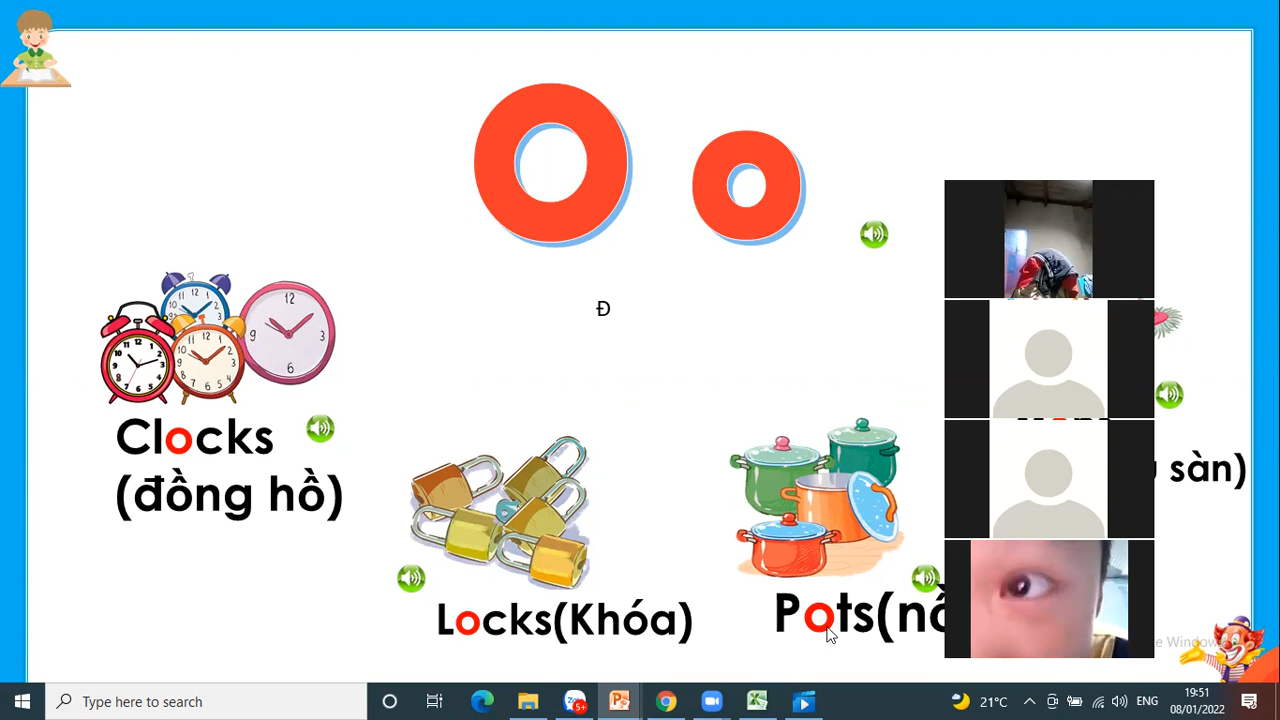 O o
Đ
Clocks
(đồng hồ)
Locks(Khóa)
Pots(nồ
sàn)
Type here to search
5+
21°C
ENG
19:51
08/01/2022